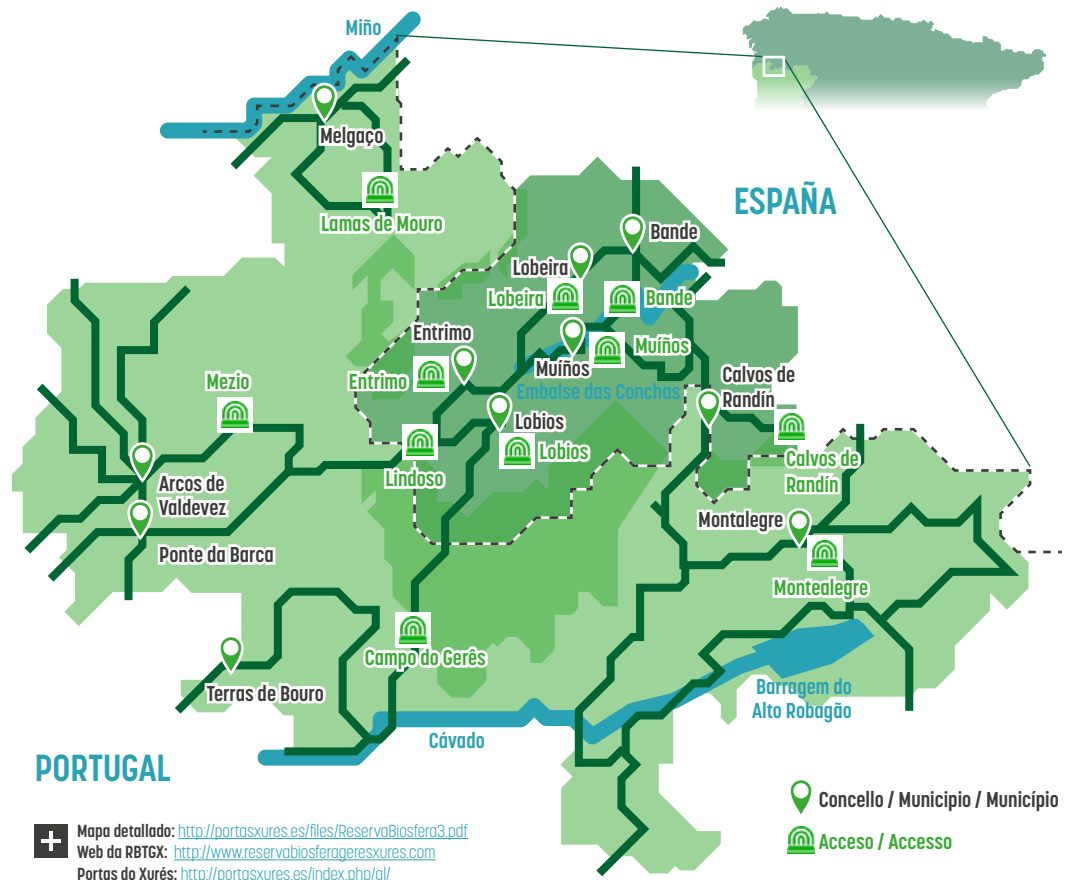 Miño
Melgaço
Lamas de Mouro
ESPAÑA
Bande
Lobeira
Lobeira
Bande
Entrimo
Muíños
Muíños
Entrimo
Embalse das Conchas
Calvos de
Randín
Mezio
Lobios
Lobios
Lindoso
Calvos de
Randín
Arcos de
Valdevez
Ponte da Barca
Montalegre
Montealegre
Campo do Gerês
Terras de Bouro
Barragem do
Alto Robagão
Cávado
PORTUGAL
Concello / Municipio / Município
Acceso / Accesso
+
Mapa detallado: http://portasxures.es/files/ReservaBiosfera3.pdf
Web da RBTGX: http://www.reservabiosferageresxures.com
Portas do Xurés: http://portasxures.es/index.php/gl/